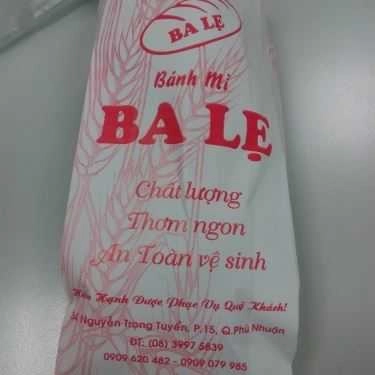 BA LẸ
Bánh Mì
BA LẸ
Chất lượng
Thơm ngon
An Toàn vệ sinh
Hân Hạnh Được Phục Vụ Quý Khách!
Nguyễn Trọng Tuyển, P.15, Q.Phú Nhuận
ĐT: (08) 3997 5839
0909 620 482 - 0909 079 985